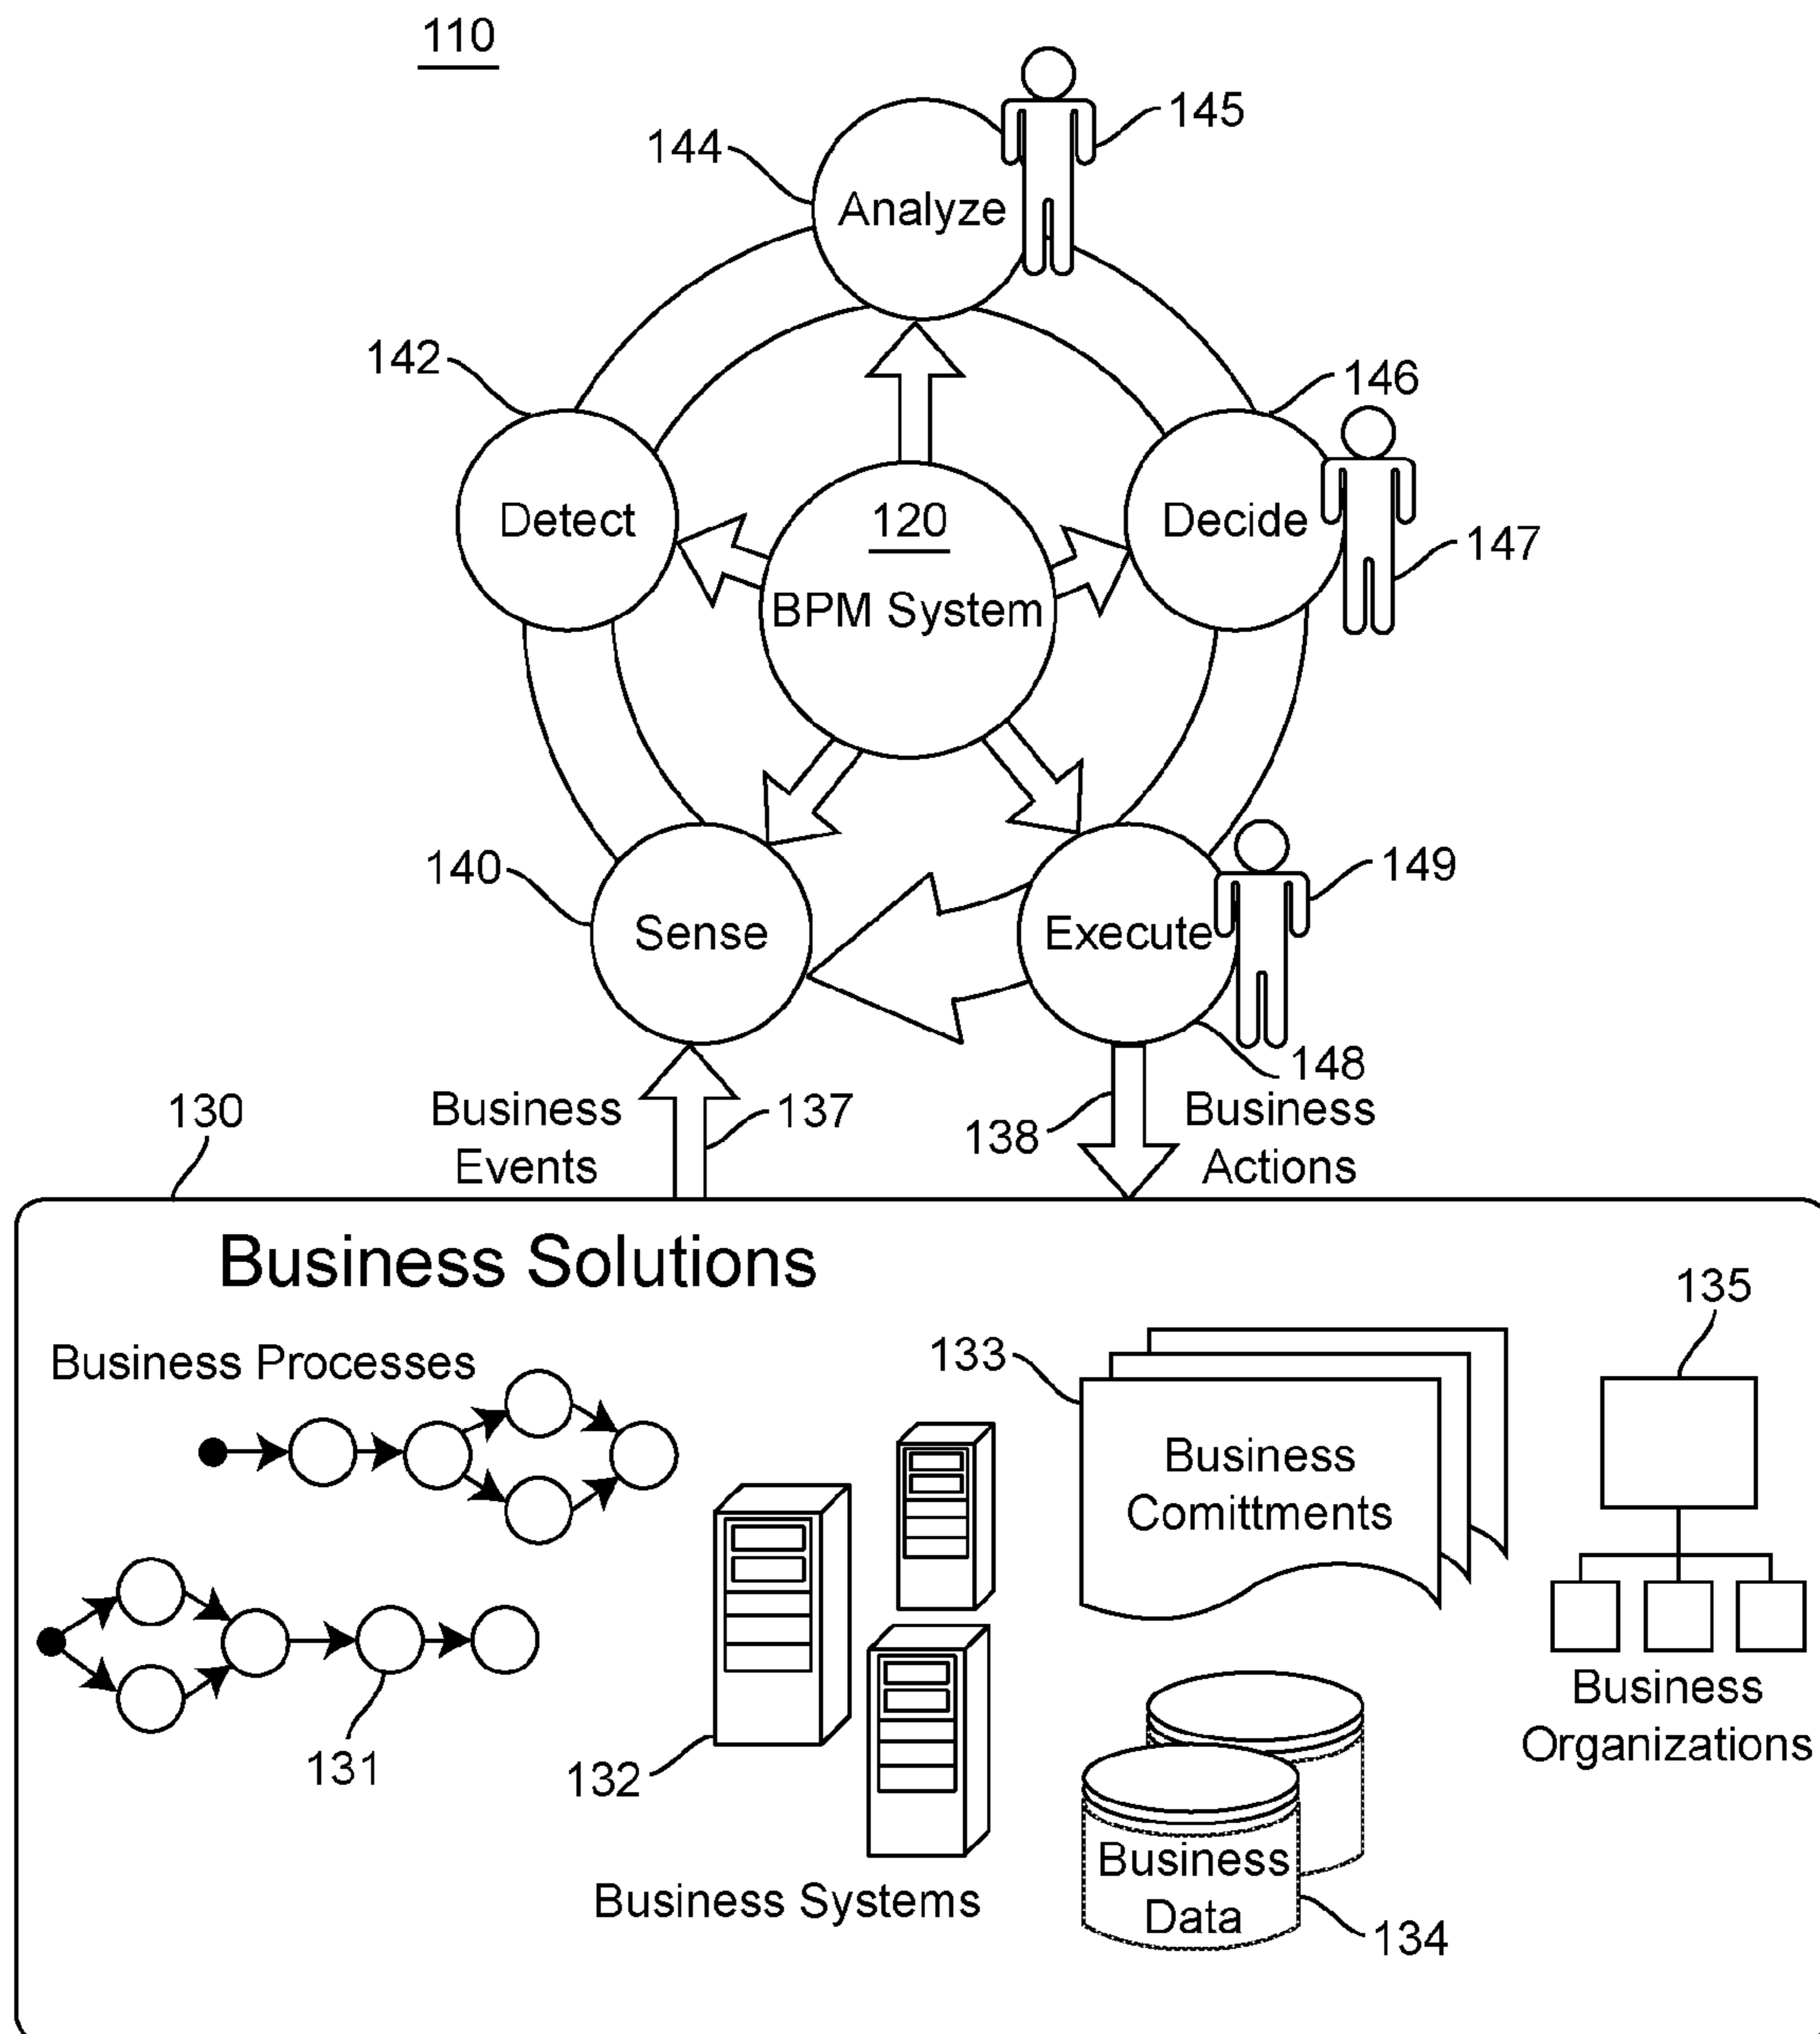 110
145
144
Analyze
142
146
Detect
120
BPM System
Decide
147
140
Sense
Execute
149
148
130
Business
Events
137
138
Business
Actions
Business Solutions
Business Processes
131
132
Business Systems
133
Business
Comittments
135
Business
Organizations
Business
Data
134